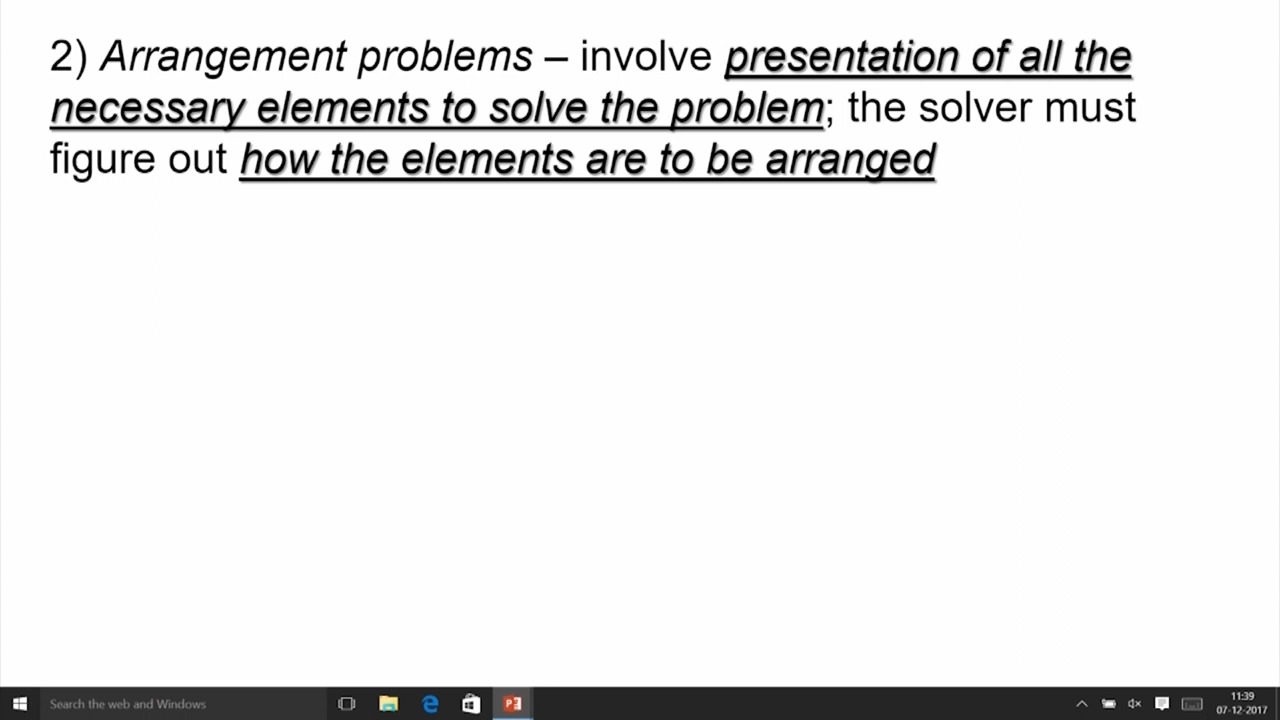 2) Arrangement problems – involve presentation of all the
necessary elements to solve the problem; the solver must
figure out how the elements are to be arranged
Search the web and Windows
11:39
07-12-2017